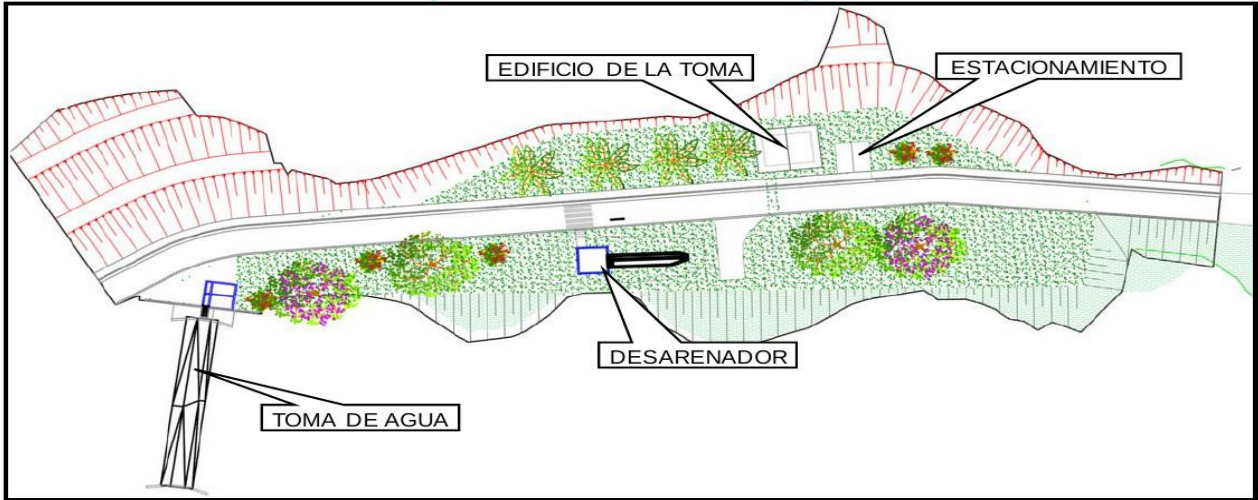 EDIFICIO DE LA TOMA
ESTACIONAMIENTO
DESARENADOR
TOMA DE AGUA